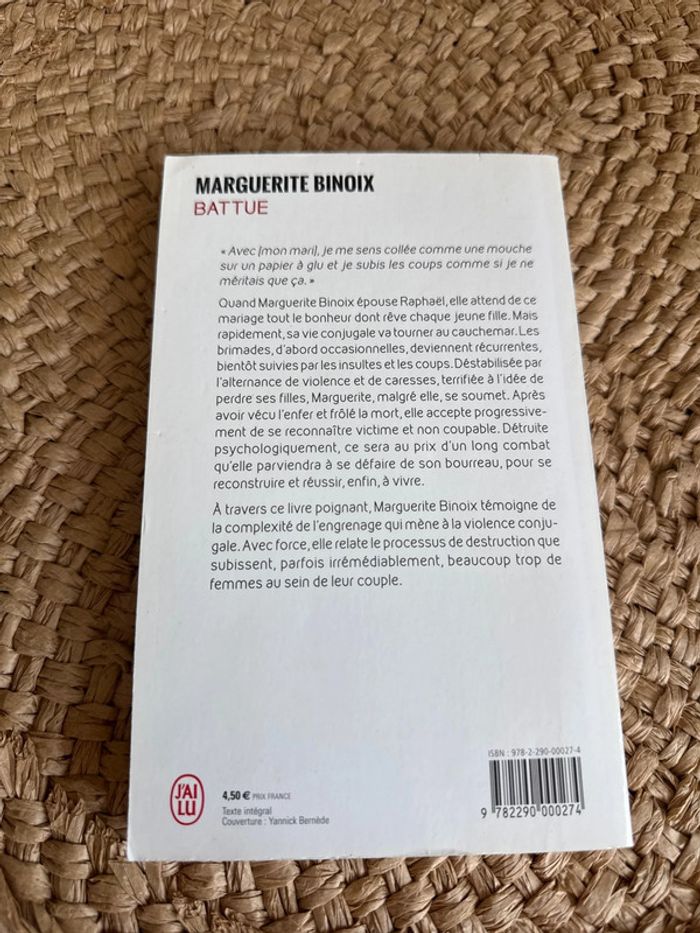 MARGUERITE BINOIX
BATTUE
« Avec [mon mari], je me sens collée comme une mouche
sur un papier à glu et je subis les coups comme si je ne
méritais que ça. »
Quand Marguerite Binoix épouse Raphaël, elle attend de ce
mariage tout le bonheur dont rêve chaque jeune fille. Mais
rapidement, sa vie conjugale va tourner au cauchemar. Les
brimades, d'abord occasionnelles, deviennent récurrentes,
bientôt suivies par les insultes et les coups. Déstabilisée par
l'alternance de violence et de caresses, terrifiée à l'idée de
perdre ses filles, Marguerite, malgré elle, se soumet. Après
avoir vécu l'enfer et frôlé la mort, elle accepte progressive-
ment de se reconnaître victime et non coupable. Détruite
psychologiquement, ce sera au prix d'un long combat
qu'elle parviendra à se défaire de son bourreau, pour se
reconstruire et réussir, enfin, à vivre.
À travers ce livre poignant, Marguerite Binoix témoigne de
la complexité de l'engrenage qui mène à la violence conju-
gale. Avec force, elle relate le processus de destruction que
subissent, parfois irrémédiablement, beaucoup trop de
femmes au sein de leur couple.
J'AI
LU
4,50 € PRIX FRANCE
Texte intégral
Couverture : Yannick Bernède
ISBN : 978-2-290-00027-4
9 782290 000274